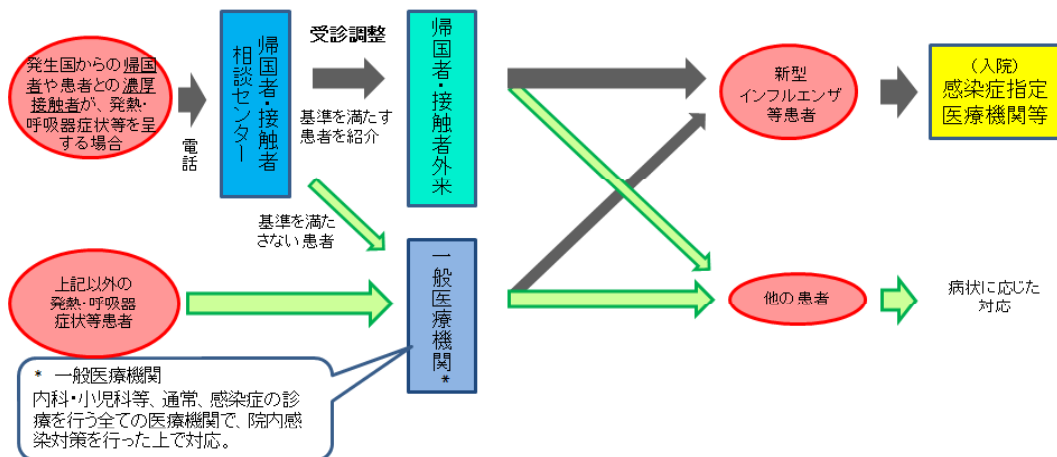 発生国からの帰国
者や患者との濃厚
接触者が、発熱・
呼吸器症状等を呈
する場合
電話
帰国者・接触者
相談センター
受診調整
基準を満たす
患者を紹介
帰国者・接触者外米
新型
インフルエンザ
等患者
(入院)
感染症指定
医療機関等
基準を満た
さない患者
上記以外の
発熱・呼吸器
症状等患者
一般医療機関*
他の患者
病状に応じた
対応
* 一般医療機関
内科・小児科等、通常、感染症の診
療を行う全ての医療機関で、院内感
染対策を行った上で対応。